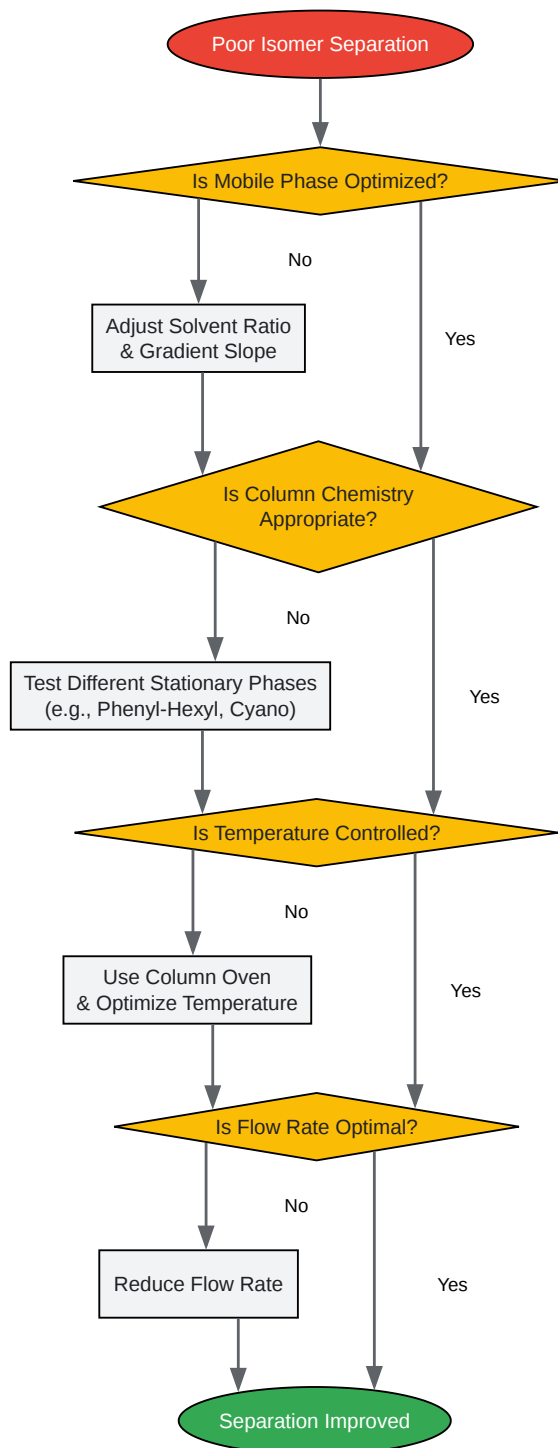 Poor Isomer Separation
Is Mobile Phase Optimized?
No
Adjust Solvent Ratio
& Gradient Slope
Yes
Is Column Chemistry
Appropriate?
No
Test Different Stationary Phases
(e.g., Phenyl-Hexyl, Cyano)
Yes
Is Temperature Controlled?
No
Use Column Oven
& Optimize Temperature
Yes
Is Flow Rate Optimal?
No
Reduce Flow Rate
Yes
Separation Improved